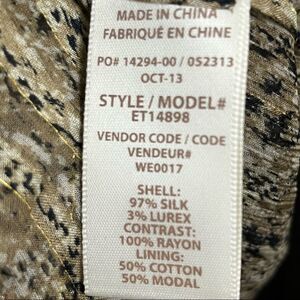 MADE IN CHINA
FABRIQUÉ EN CHINE
PO# 14294-00 / 052313
OCT-13
STYLE / MODEL#
ET14898
VENDOR CODE / CODE
VENDEUR#
WE0017
SHELL:
97% SILK
3% LUREX
CONTRAST:
100% RAYON
LINING:
50% COTTON
50% MODAL